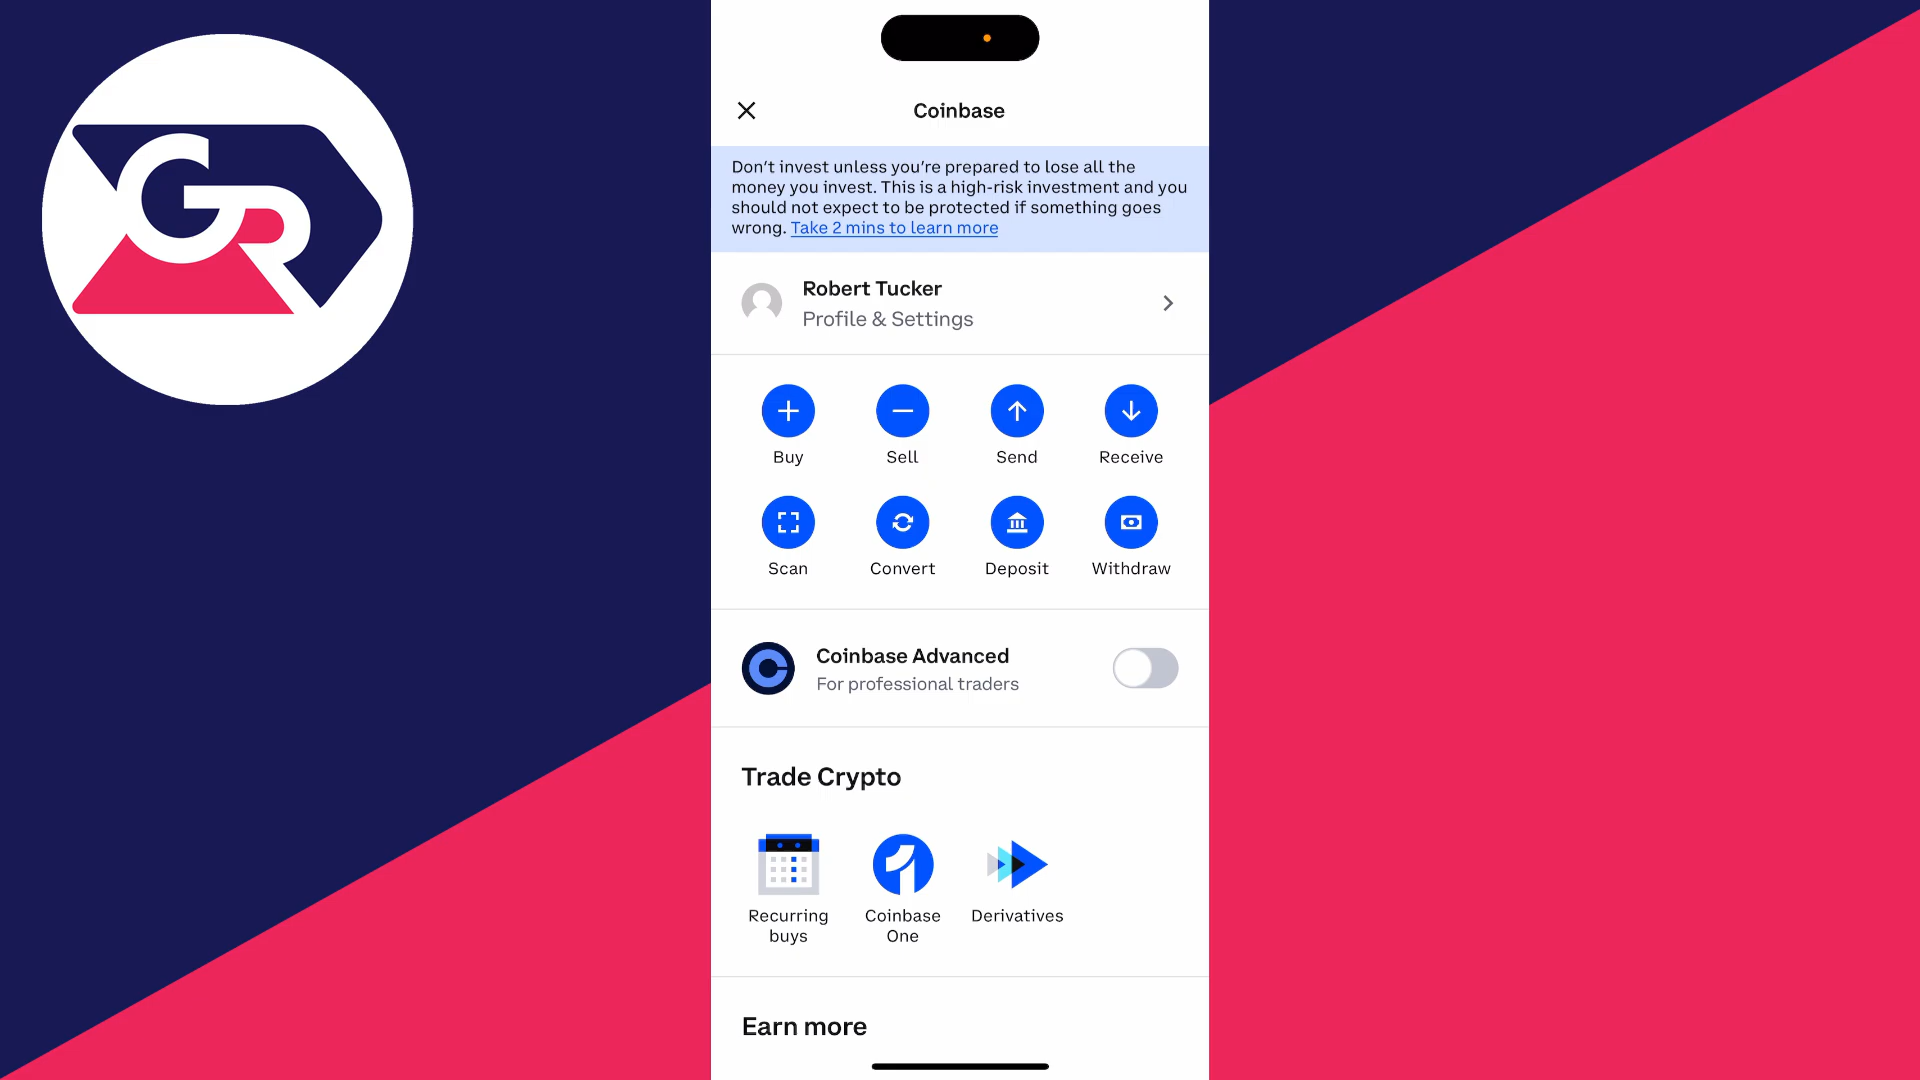 GR
Coinbase
Don't invest unless you're prepared to lose all the
money you invest. This is a high-risk investment and you
should not expect to be protected if something goes
wrong. Take 2 mins to learn more
Robert Tucker
Profile & Settings
Buy
Sell
Send
Receive
Scan
Convert
Deposit
Withdraw
Coinbase Advanced
For professional traders
Trade Crypto
Recurring
buys
Coinbase
One
Derivatives
Earn more